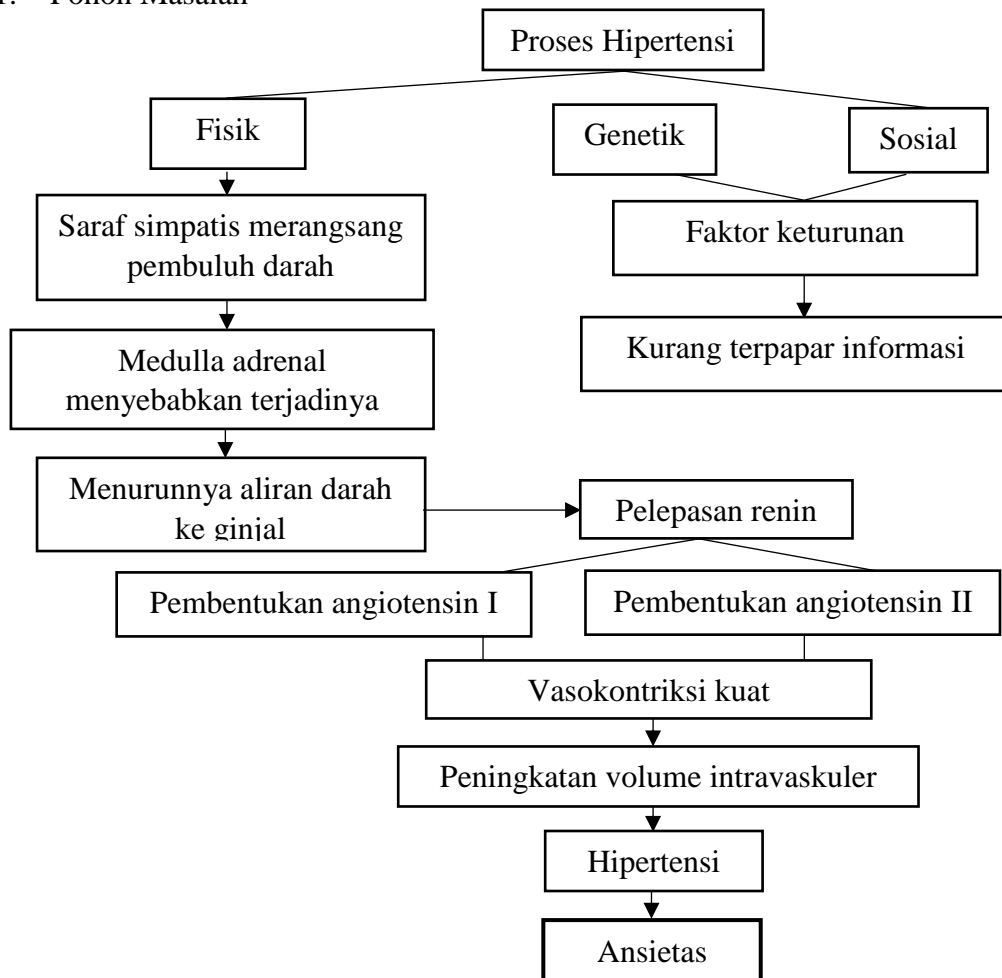 Proses Hipertensi
Fisik
Genetik
Sosial
Saraf simpatis merangsang
pembuluh darah
Faktor keturunan
Medulla adrenal
menyebabkan terjadinya
Kurang terpapar informasi
Menurunnya aliran darah
ke ginjal
Pelepasan renin
Pembentukan angiotensin I
Pembentukan angiotensin II
Vasokontriksi kuat
Peningkatan volume intravaskuler
Hipertensi
Ansietas